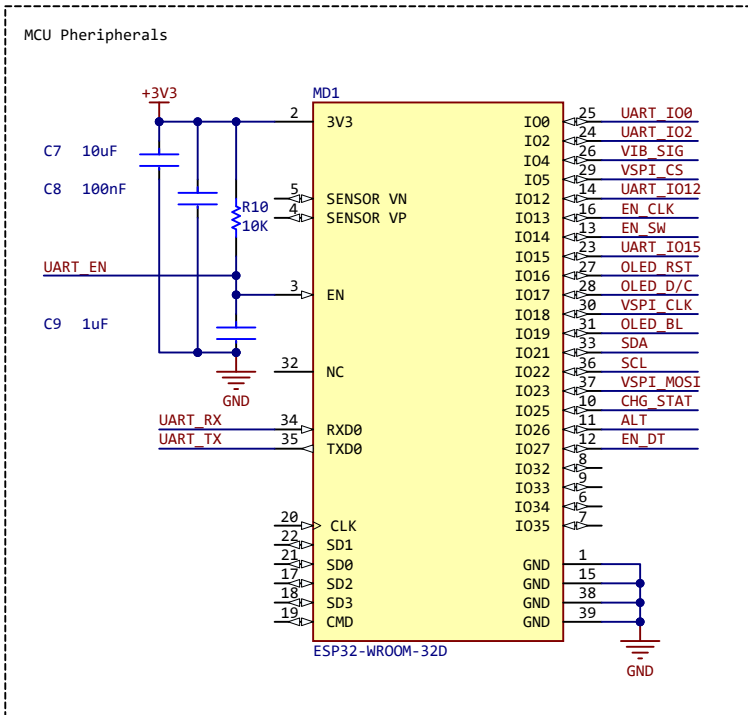 MCU Pheripherals
+3V3
MD1
2 3V3
C7 10uF
C8 100nF
R10
10K
5 SENSOR VN
4 SENSOR VP
UART_EN
3 EN
C9 1uF
32 NC
GND
UART_RX 34 RXD0
UART_TX 35 TXD0
20 CLK
22 SD1
21 SD0
17 SD2
18 SD3
19 CMD
IO0 25 UART_IO0
IO2 24 UART_IO2
IO4 26 VIB_SIG
IO5 29 VSPI_CS
IO12 14 UART_IO12
IO13 16 EN_CLK
IO14 13 EN_SW
IO15 23 UART_IO15
IO16 27 OLED_RST
IO17 28 OLED_D/C
IO18 30 VSPI_CLK
IO19 31 OLED_BL
IO21 33 SDA
IO22 36 SCL
IO23 37 VSPI_MOSI
IO25 10 CHG_STAT
IO26 11 ALT
IO27 12 EN_DT
IO32 8
IO33 9
IO34 6
IO35 7
GND 1
GND 15
GND 38
GND 39
ESP32-WROOM-32D
GND